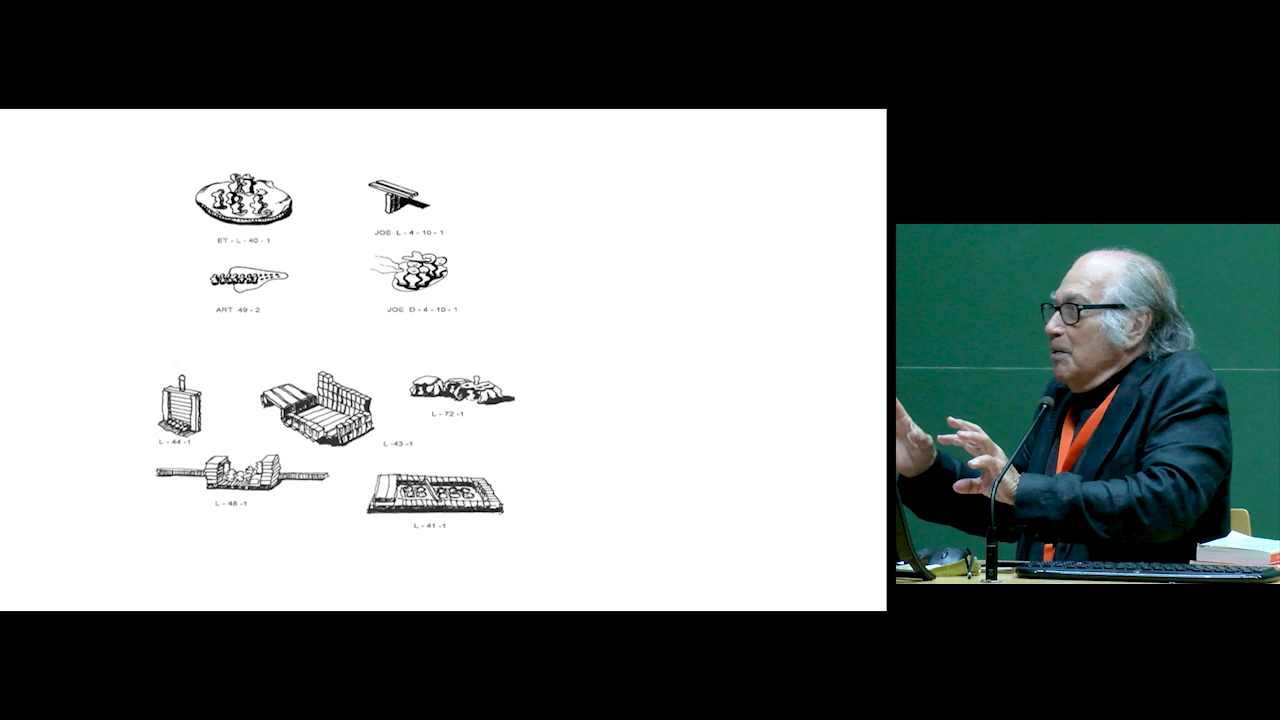 ET - L - 40 - 1
JOE L - 4 - 10 - 1
ART 49 - 2
JOE D - 4 - 10 - 1
L - 44 -1
L -43 -1
L - 72 -1
L - 48 -1
L - 41 -1